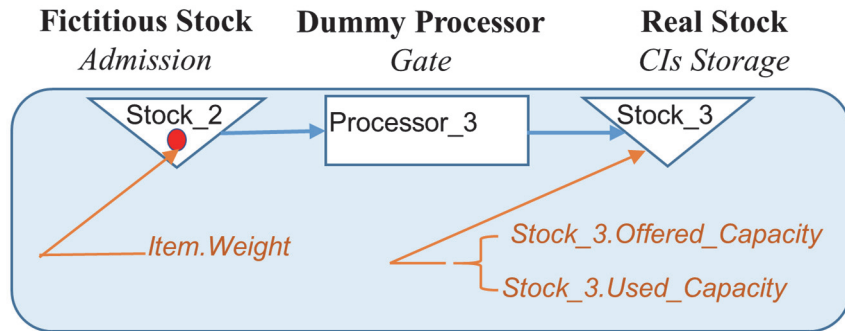 Fictitious Stock Dummy Processor Real Stock
Admission Gate CIs Storage
Stock_2 Processor_3 Stock_3
Item.Weight Stock_3.Offered_Capacity
Stock_3.Used_Capacity